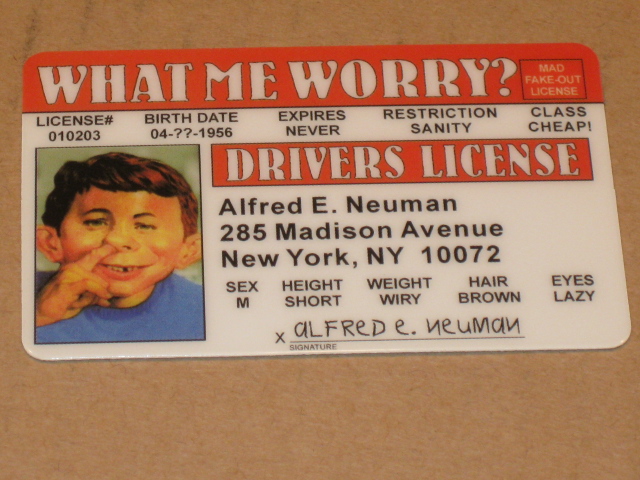 WHAT ME WORRY?
MAD
FAKE-OUT
LICENSE
LICENSE# BIRTH DATE EXPIRES RESTRICTION CLASS
010203 04-??-1956 NEVER SANITY CHEAP!
DRIVERS LICENSE
Alfred E. Neuman
285 Madison Avenue
New York, NY 10072
SEX HEIGHT WEIGHT HAIR EYES
M SHORT WIRY BROWN LAZY
x ALFRED E. NEUMAN
SIGNATURE